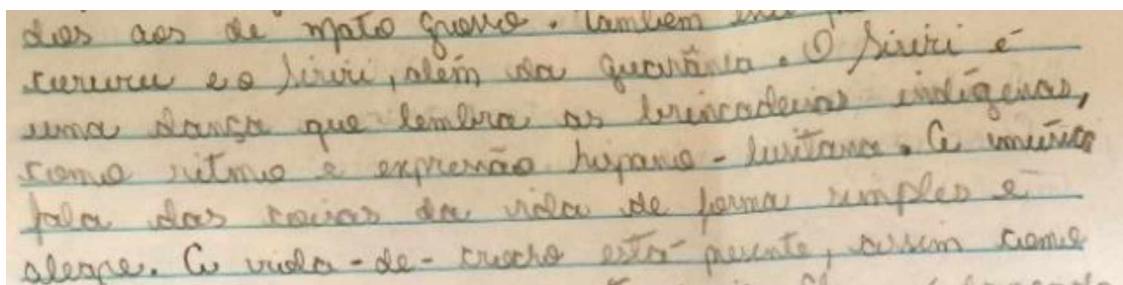 dos aos de mato grosso. também
cururu e o siriri, além da guarânia. O siriri é
uma dança que lembra as brincadeiras indígenas,
como ritmo e expressão hispano-lusitana. A música
fala das coisas da vida de forma simples e
alegre. A viola-de-crocho está presente, assim como